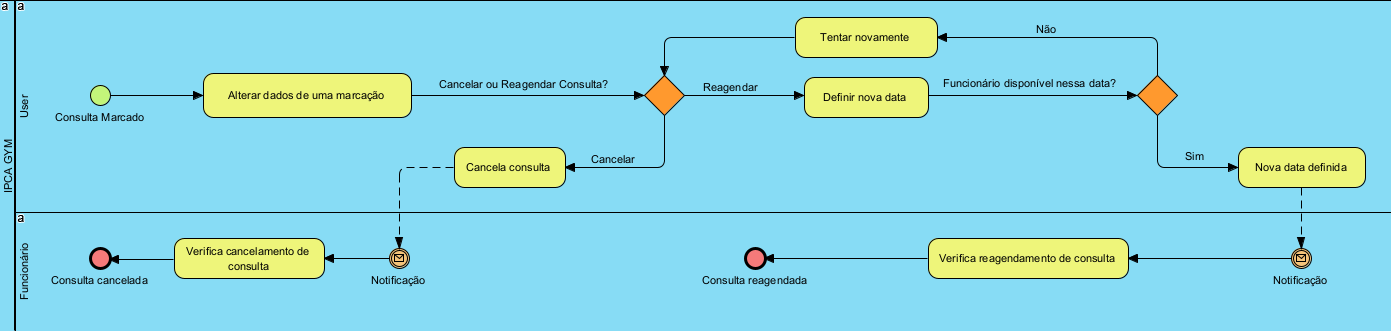 a
a
IPCA GYM
User
Tentar novamente
Não
Consulta Marcado
Alterar dados de uma marcação
Cancelar ou Reagendar Consulta?
Reagendar
Definir nova data
Funcionário disponível nessa data?
Cancela consulta
Cancelar
Sim
Nova data definida
a
Funcionário
Consulta cancelada
Verifica cancelamento de
consulta
Notificação
Consulta reagendada
Verifica reagendamento de consulta
Notificação